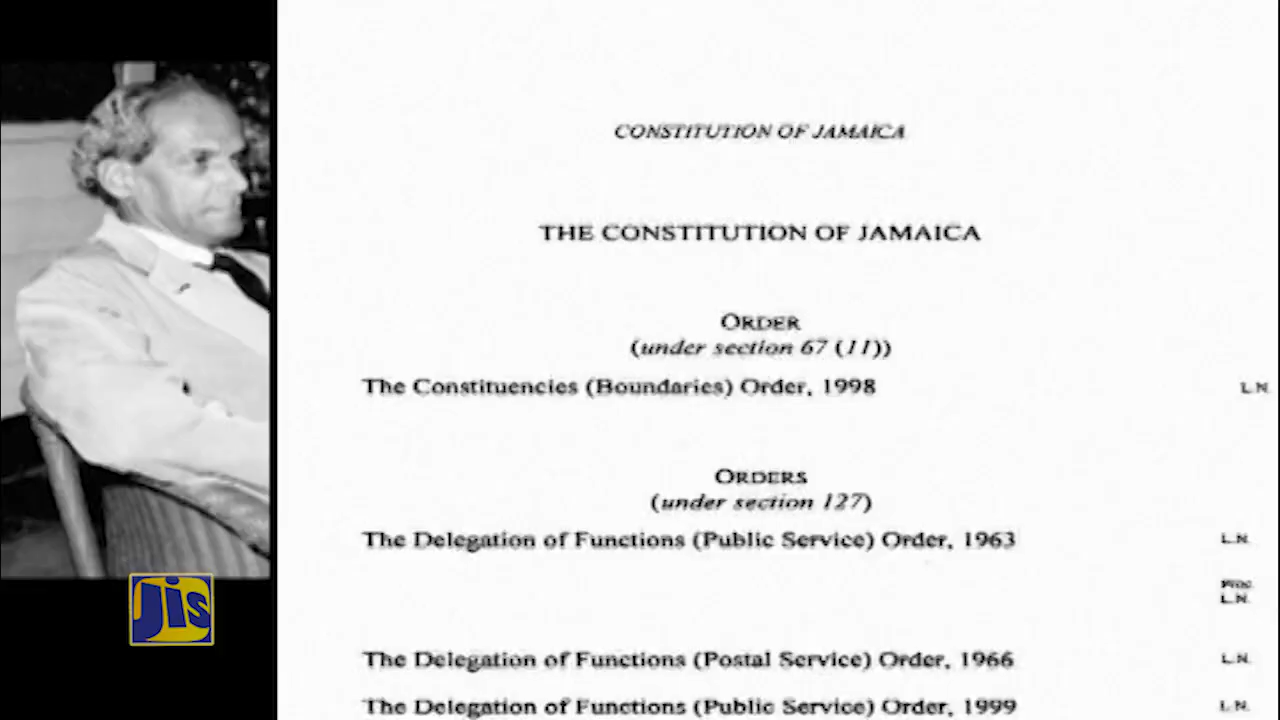 CONSTITUTION OF JAMAICA
THE CONSTITUTION OF JAMAICA
ORDER
(under section 67 (11))
The Constituencies (Boundaries) Order, 1998 L.N.
ORDERS
(under section 127)
The Delegation of Functions (Public Service) Order, 1963 L.N.
Proc.
L.N.
The Delegation of Functions (Postal Service) Order, 1966 L.N.
The Delegation of Functions (Public Service) Order, 1999 L.N.
JIS